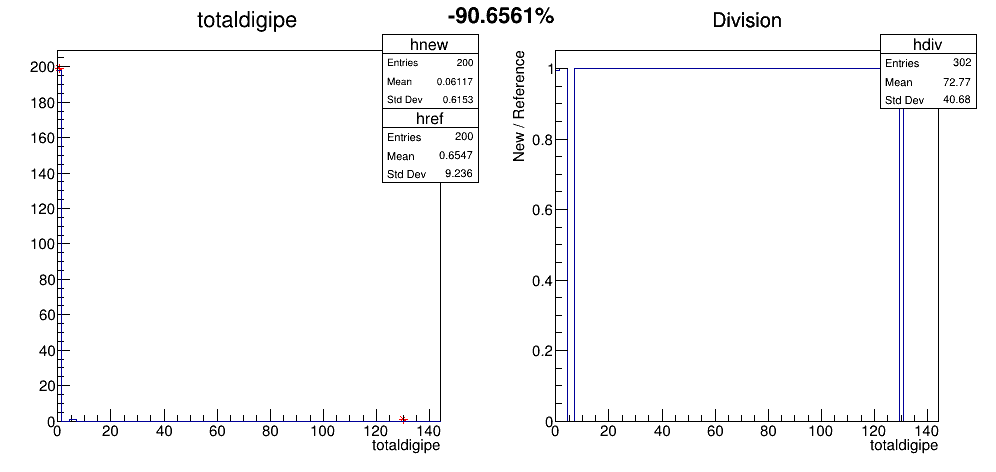 totaldigipe
-90.6561%
Division
hnew
Entries 200
Mean 0.06117
Std Dev 0.6153
href
Entries 200
Mean 0.6547
Std Dev 9.236
200
180
160
140
120
100
80
60
40
20
0
0 20 40 60 80 100 120 140
totaldigipe
hdiv
Entries 302
Mean 72.77
Std Dev 40.68
New / Reference
1
0.8
0.6
0.4
0.2
0
0 20 40 60 80 100 120 140
totaldigipe